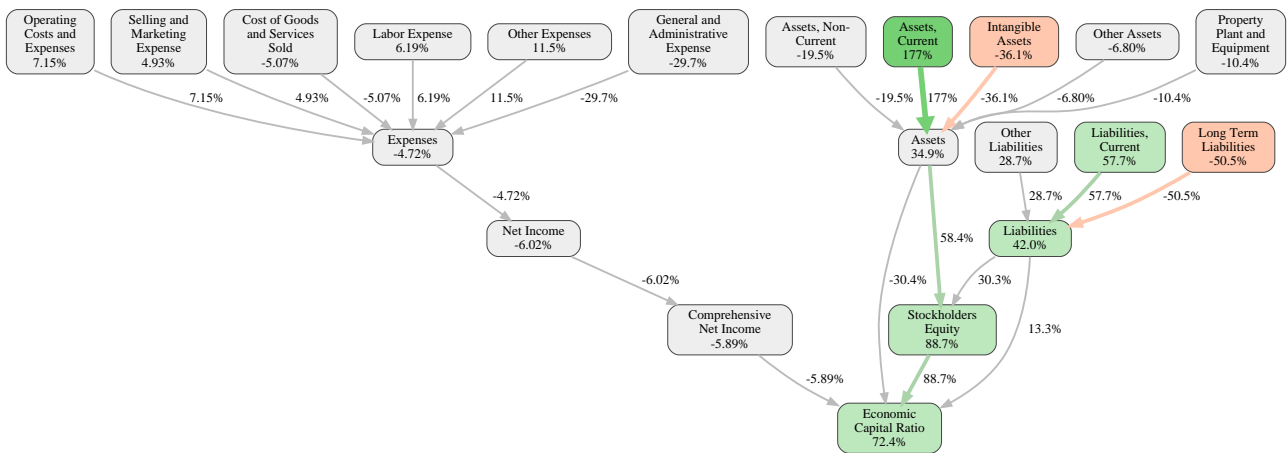 Operating
Costs and
Expenses
7.15%
Selling and
Marketing
Expense
4.93%
Cost of Goods
and Services
Sold
-5.07%
Labor Expense
6.19%
Other Expenses
11.5%
General and
Administrative
Expense
-29.7%
Assets, Non-
Current
-19.5%
Assets,
Current
177%
Intangible
Assets
-36.1%
Other Assets
-6.80%
Property
Plant and
Equipment
-10.4%
7.15%
4.93%
-5.07%
6.19%
11.5%
-29.7%
-19.5%
177%
-36.1%
-6.80%
-10.4%
Expenses
-4.72%
Assets
34.9%
Other
Liabilities
28.7%
Liabilities,
Current
57.7%
Long Term
Liabilities
-50.5%
-4.72%
28.7%
57.7%
-50.5%
Net Income
-6.02%
58.4%
Liabilities
42.0%
-6.02%
-30.4%
30.3%
Comprehensive
Net Income
-5.89%
Stockholders
Equity
88.7%
13.3%
-5.89%
88.7%
Economic
Capital Ratio
72.4%